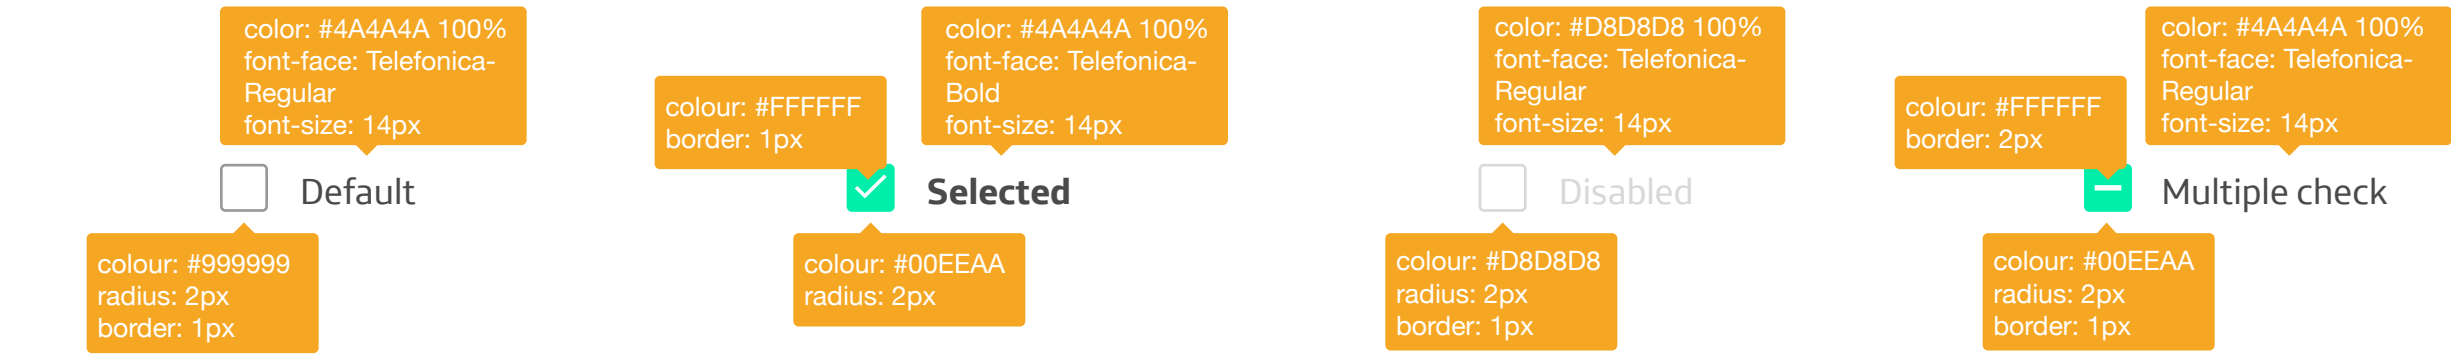 color: #4A4A4A 100%
font-face: Telefonica-
Regular
font-size: 14px
Default
colour: #999999
radius: 2px
border: 1px
colour: #FFFFFF
border: 1px
color: #4A4A4A 100%
font-face: Telefonica-
Bold
font-size: 14px
Selected
colour: #00EEAA
radius: 2px
color: #D8D8D8 100%
font-face: Telefonica-
Regular
font-size: 14px
Disabled
colour: #D8D8D8
radius: 2px
border: 1px
colour: #FFFFFF
border: 2px
color: #4A4A4A 100%
font-face: Telefonica-
Regular
font-size: 14px
Multiple check
colour: #00EEAA
radius: 2px
border: 1px